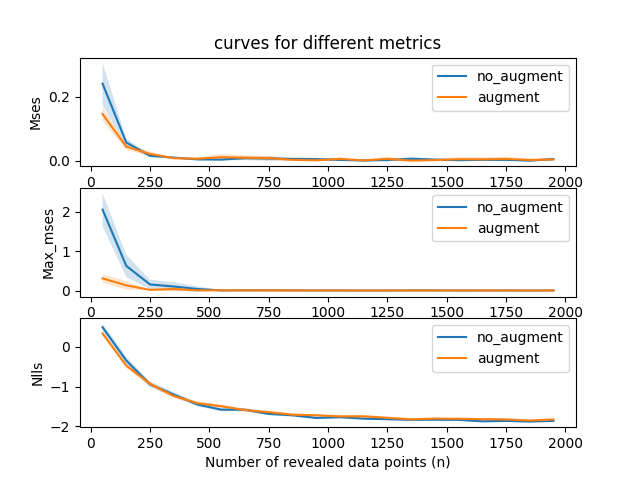 curves for different metrics
Mses
0.2
0.0
no_augment
augment
0 250 500 750 1000 1250 1500 1750 2000
Max_mses
2
1
0
no_augment
augment
0 250 500 750 1000 1250 1500 1750 2000
Nlls
0
−1
−2
no_augment
augment
0 250 500 750 1000 1250 1500 1750 2000
Number of revealed data points (n)